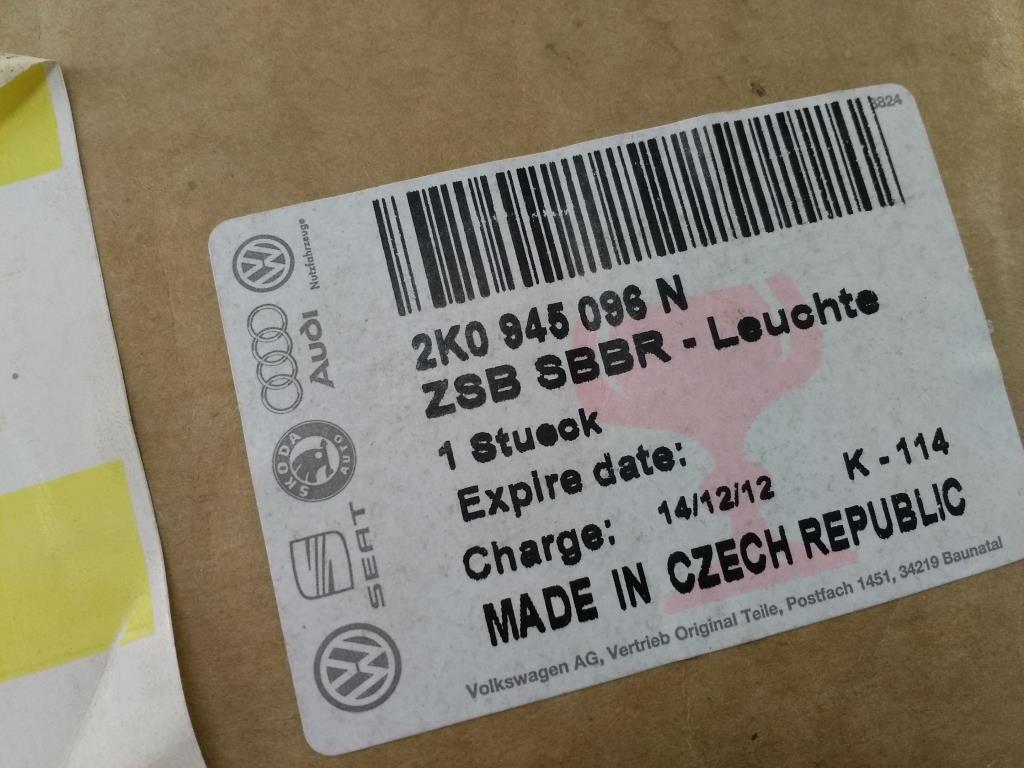 8824
Nutzfahrzeuge
Audi
SKODA
AUTO
SEAT
2K0 945 096 N
ZSB SBBR - Leuchte
1 Stueck
Expire date:
14/12/12 K - 114
Charge:
MADE IN CZECH REPUBLIC
Volkswagen AG, Vertrieb Original Teile, Postfach 1451, 34219 Baunatal